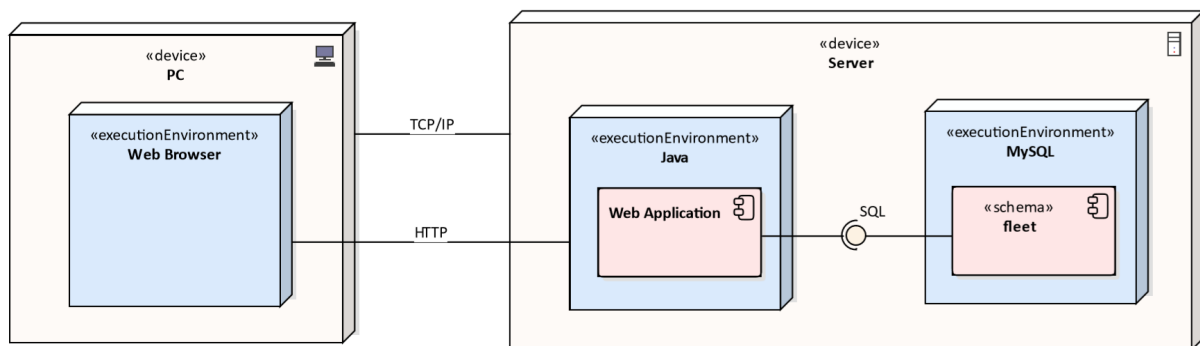 «device»
PC
«executionEnvironment»
Web Browser
TCP/IP
HTTP
«device»
Server
«executionEnvironment»
Java
Web Application
SQL
«executionEnvironment»
MySQL
«schema»
fleet